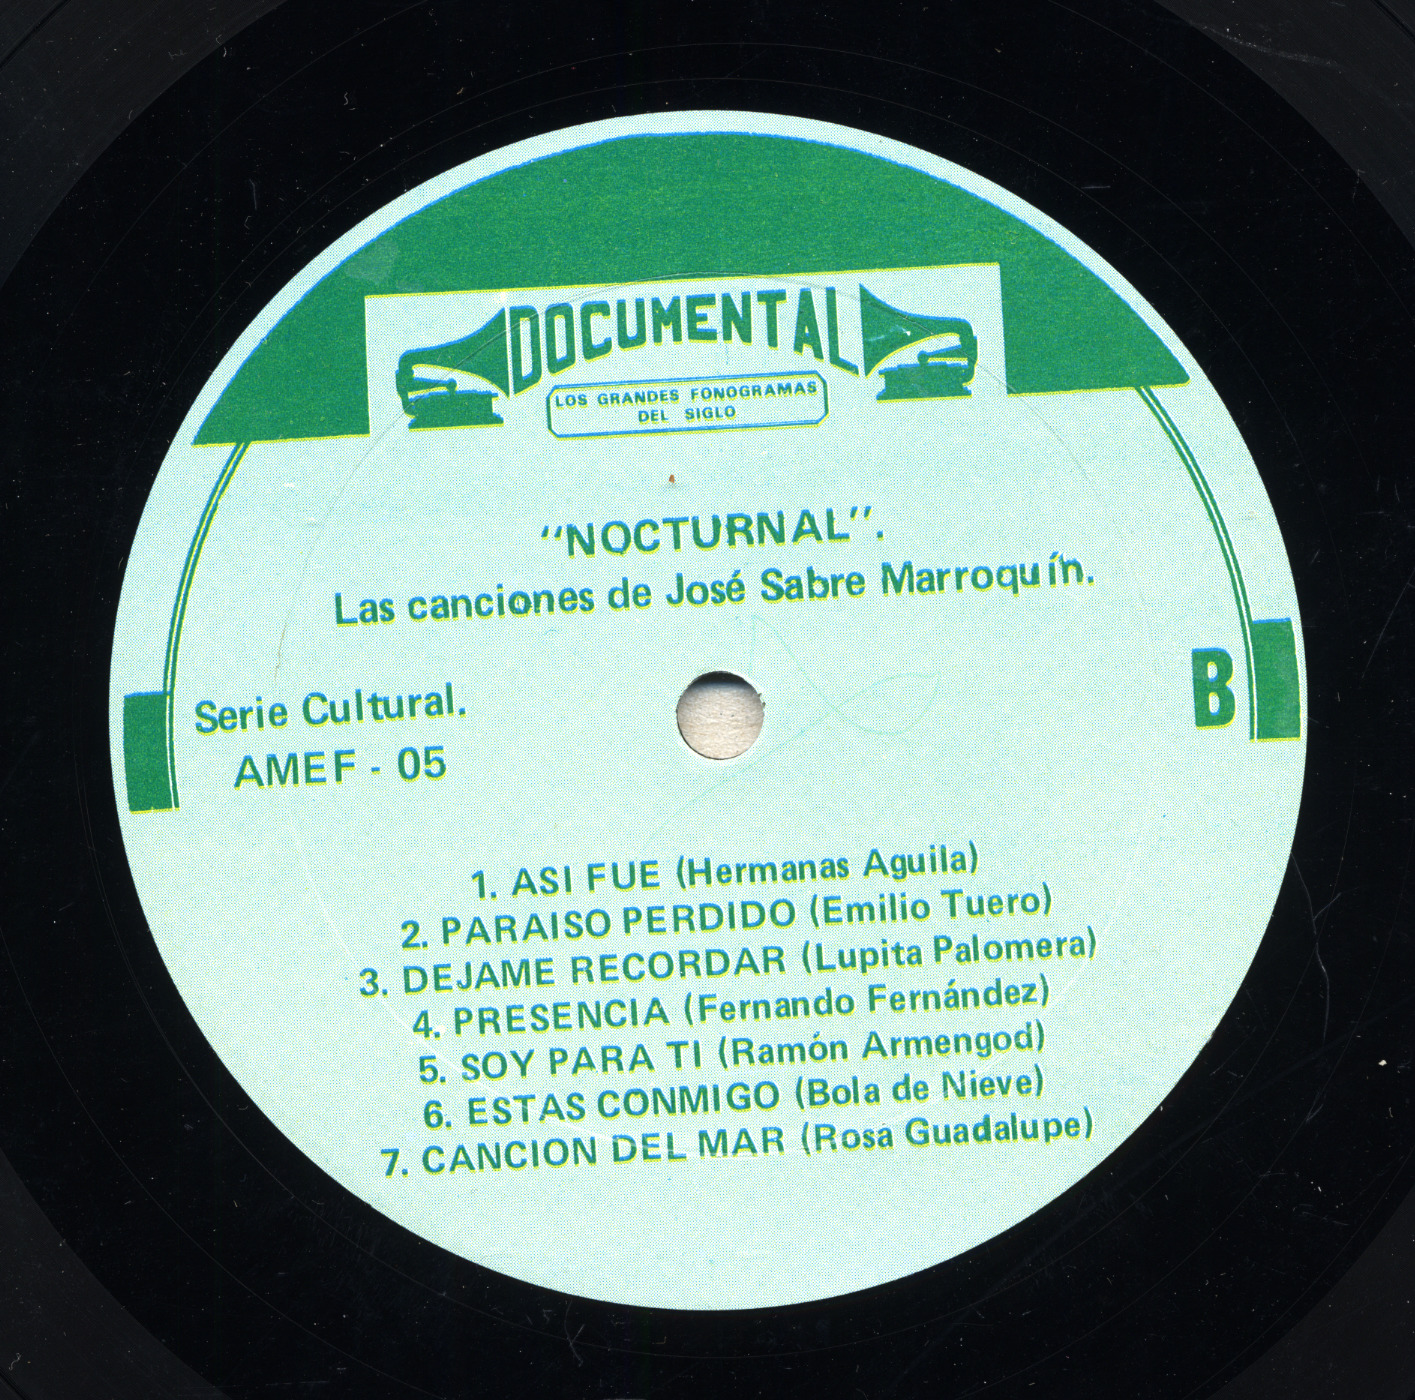 DOCUMENTAL
LOS GRANDES FONOGRAMAS
DEL SIGLO
"NOCTURNAL".
Las canciones de José Sabre Marroquín.
Serie Cultural.
B
AMEF - 05
1. ASI FUE (Hermanas Aguila)
2. PARAISO PERDIDO (Emilio Tuero)
3. DEJAME RECORDAR (Lupita Palomera)
4. PRESENCIA (Fernando Fernández)
5. SOY PARA TI (Ramón Armengod)
6. ESTAS CONMIGO (Bola de Nieve)
7. CANCION DEL MAR (Rosa Guadalupe)